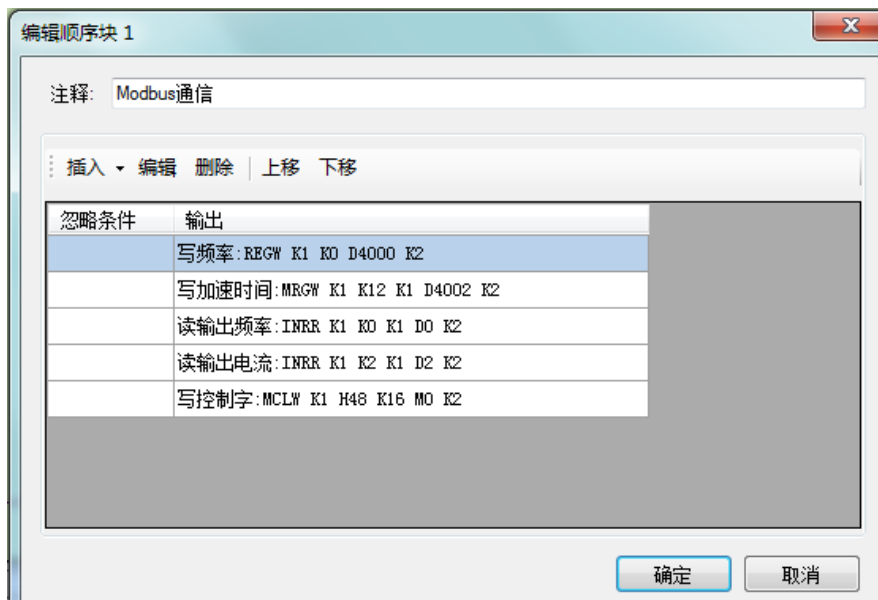 编辑顺序块 1
注释: Modbus通信
插入 编辑 删除 上移 下移
忽略条件 输出
写频率:REGW K1 K0 D4000 K2
写加速时间:MRGW K1 K12 K1 D4002 K2
读输出频率:INRR K1 K0 K1 D0 K2
读输出电流:INRR K1 K2 K1 D2 K2
写控制字:MCLW K1 H48 K16 M0 K2
确定 取消